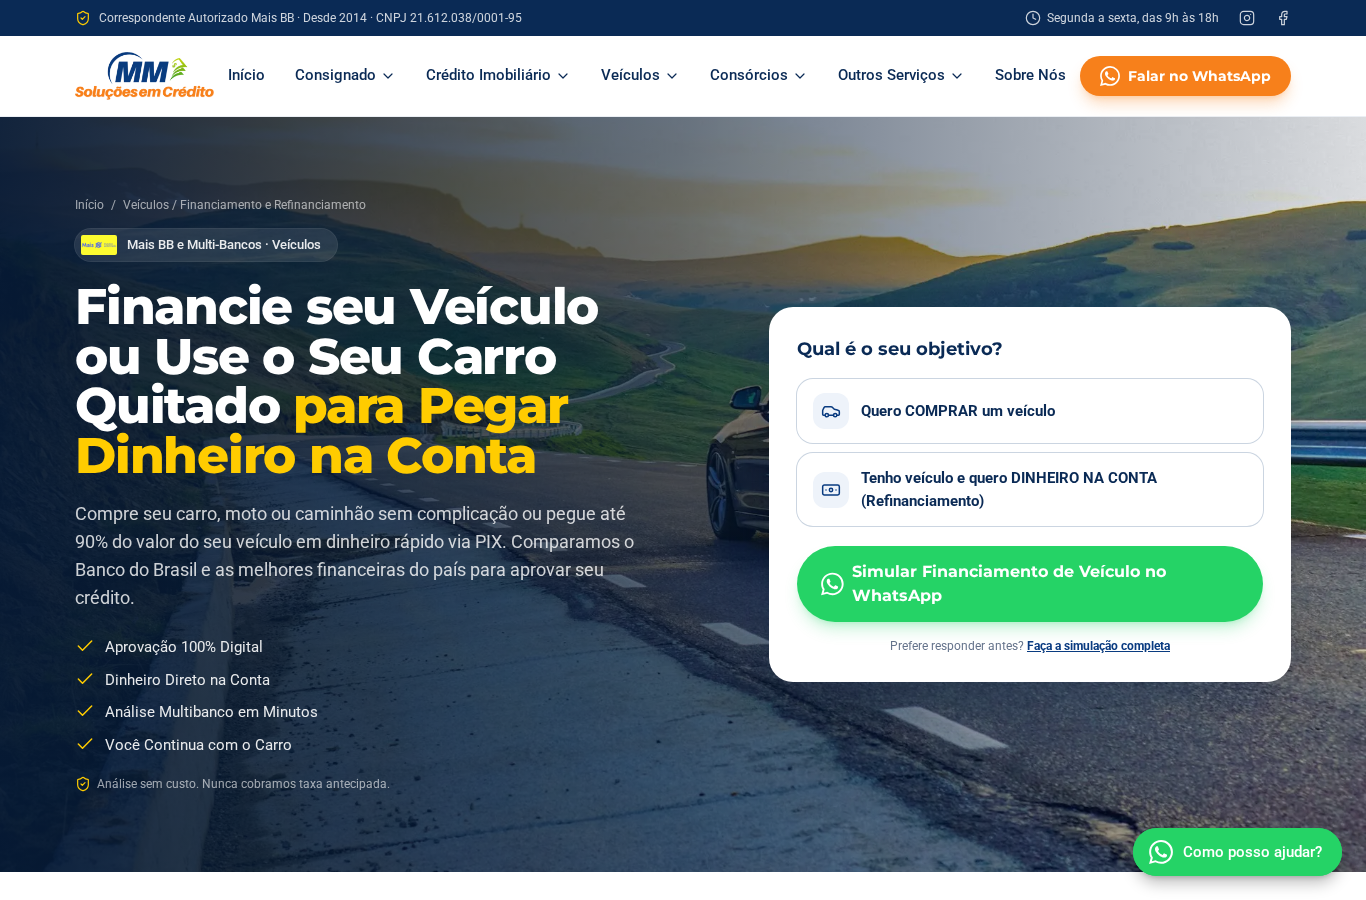 Correspondente Autorizado Mais BB · Desde 2014 · CNPJ 21.612.038/0001-95
Segunda a sexta, das 9h às 18h
MM
Soluções em Crédito
Início
Consignado
Crédito Imobiliário
Veículos
Consórcios
Outros Serviços
Sobre Nós
Falar no WhatsApp
Início / Veículos / Financiamento e Refinanciamento
Mais BB e Multi-Bancos · Veículos
Financie seu Veículo
ou Use o Seu Carro
Quitado para Pegar
Dinheiro na Conta
Compre seu carro, moto ou caminhão sem complicação ou pegue até
90% do valor do seu veículo em dinheiro rápido via PIX. Comparamos o
Banco do Brasil e as melhores financeiras do país para aprovar seu
crédito.
Aprovação 100% Digital
Dinheiro Direto na Conta
Análise Multibanco em Minutos
Você Continua com o Carro
Análise sem custo. Nunca cobramos taxa antecipada.
Qual é o seu objetivo?
Quero COMPRAR um veículo
Tenho veículo e quero DINHEIRO NA CONTA
(Refinanciamento)
Simular Financiamento de Veículo no
WhatsApp
Prefere responder antes? Faça a simulação completa
Como posso ajudar?